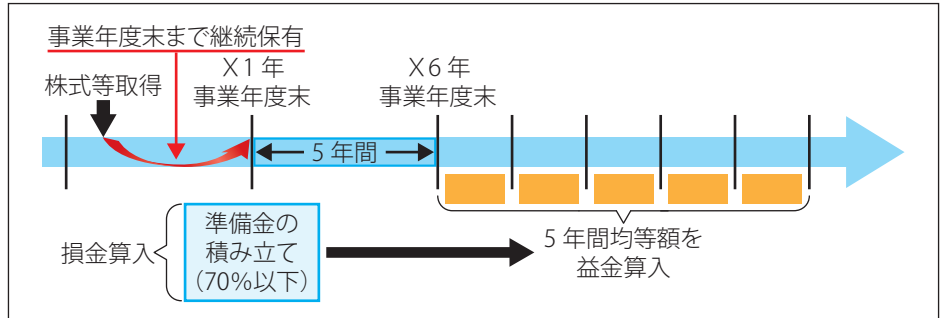 事業年度末まで継続保有
株式等取得
X1年
事業年度末
X6年
事業年度末
5年間
損金算入
準備金の
積み立て
(70%以下)
5年間均等額を
益金算入